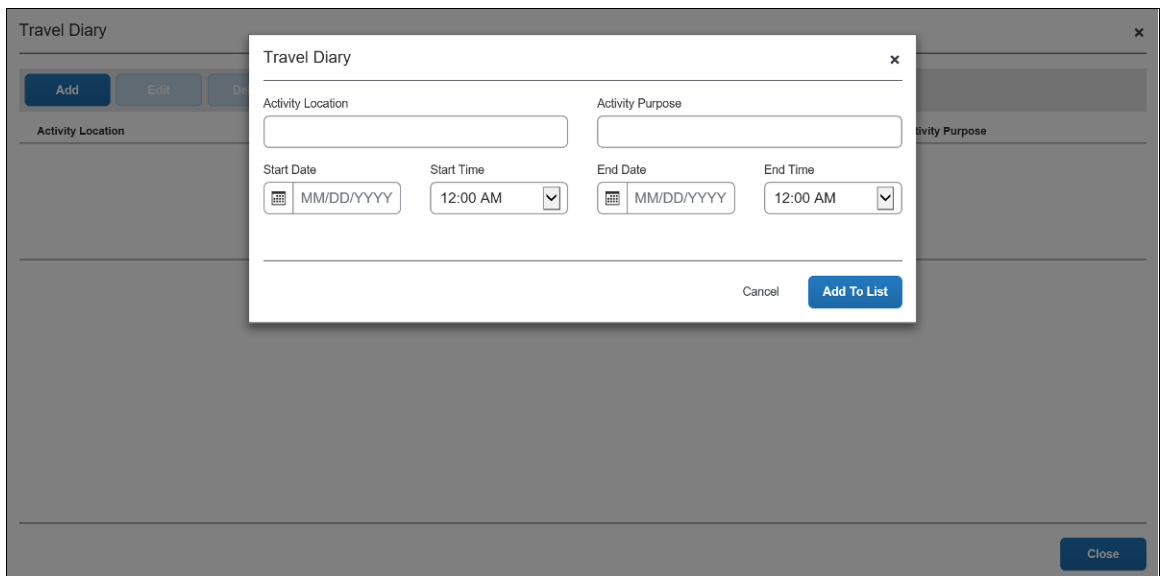 Travel Diary
Add Edit De
Activity Location tivity Purpose
Travel Diary
Activity Location Activity Purpose
Start Date Start Time End Date End Time
MM/DD/YYYY 12:00 AM MM/DD/YYYY 12:00 AM
Cancel Add To List
Close